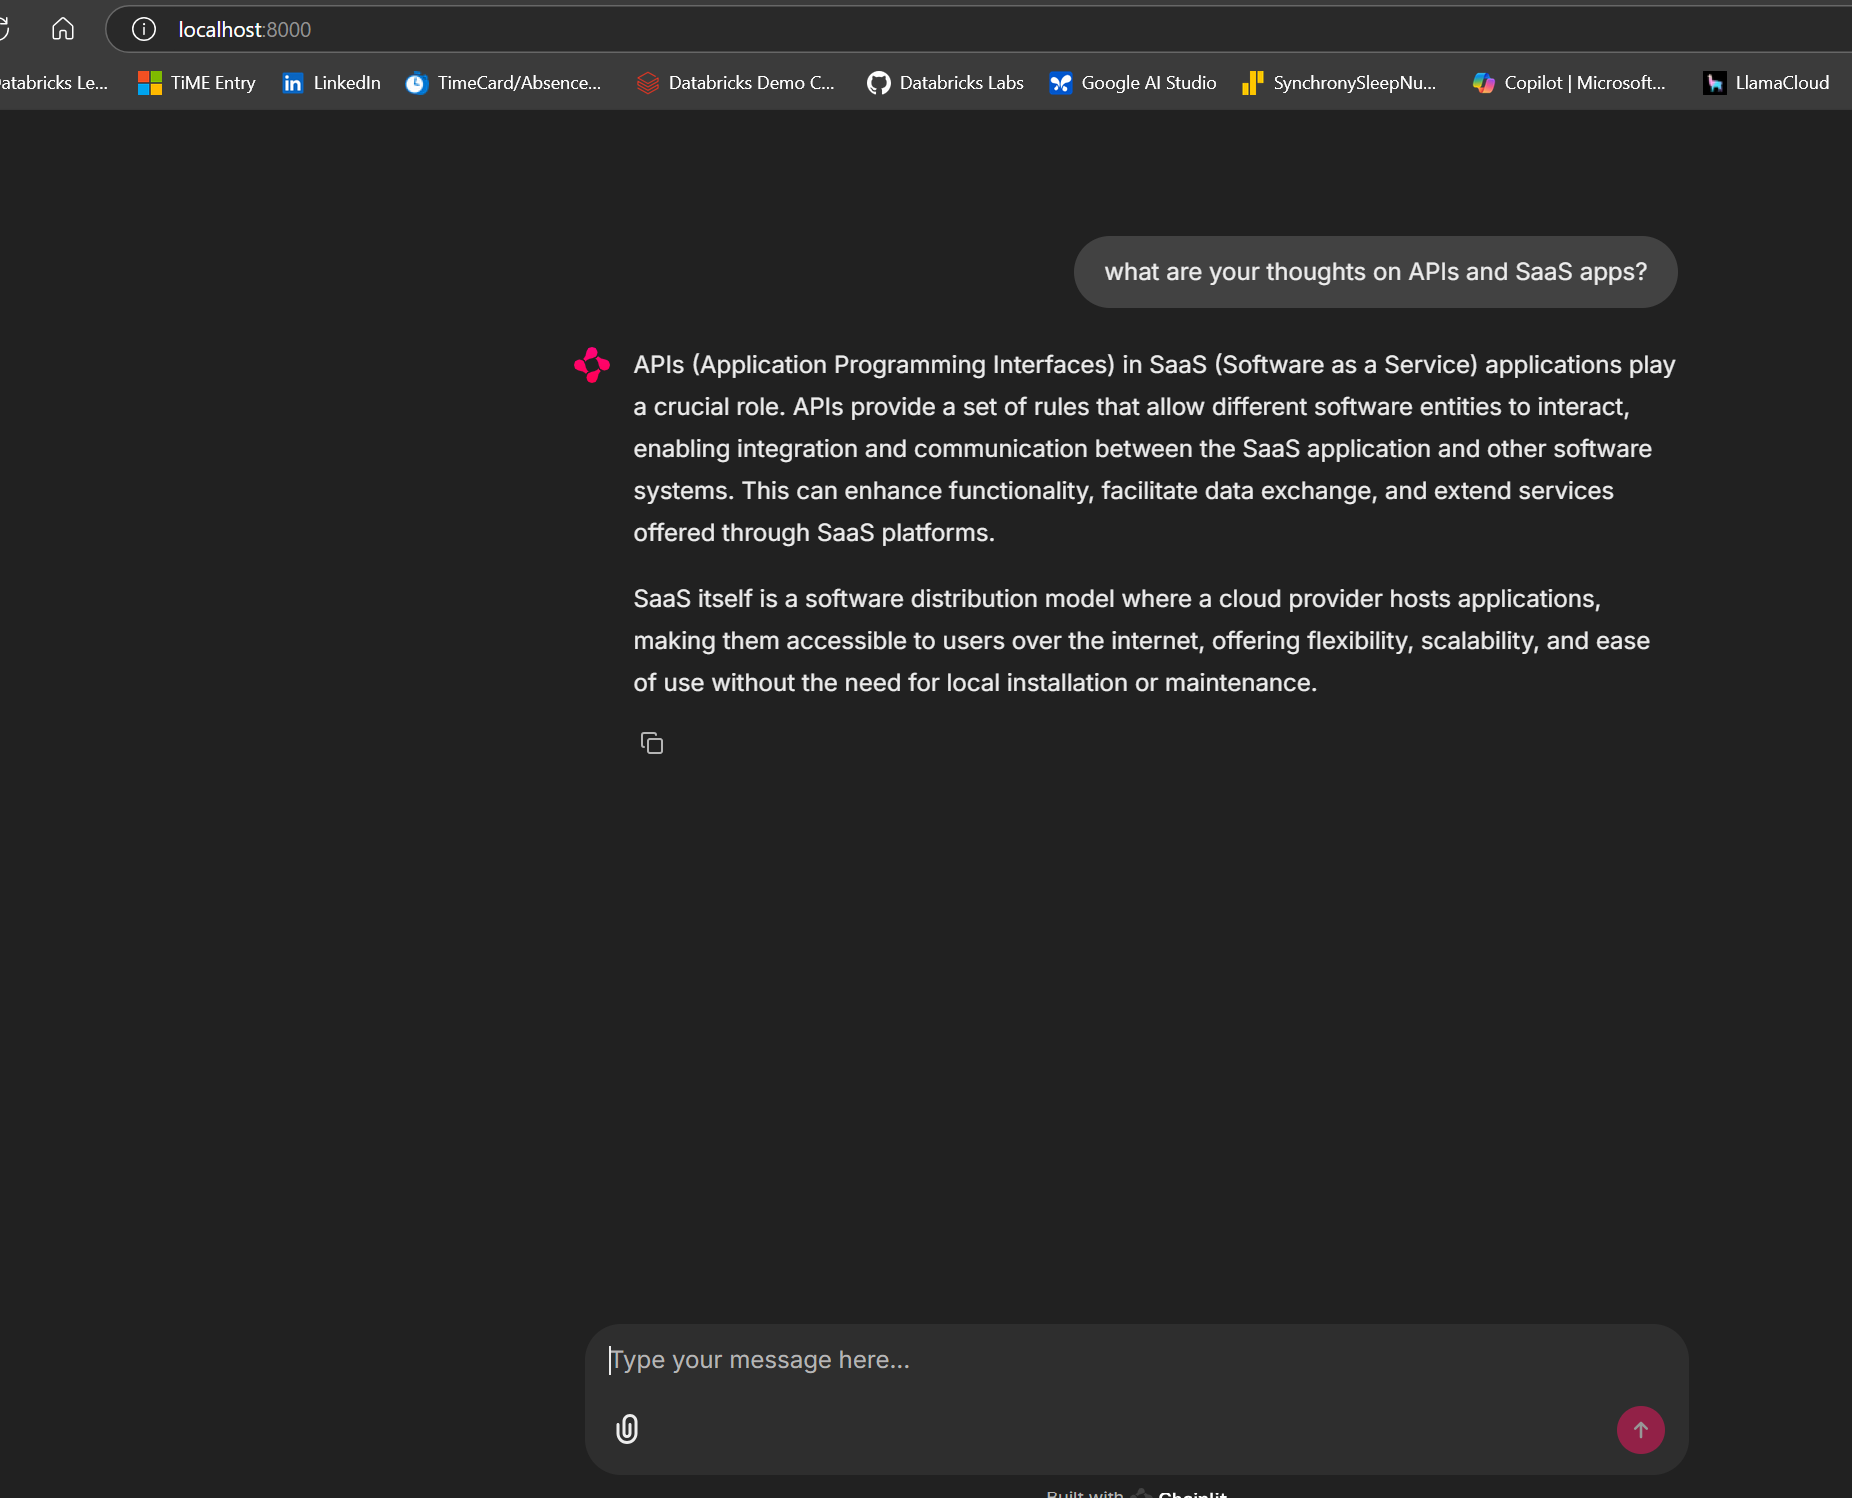 localhost:8000
atabricks Le...
TiME Entry
LinkedIn
TimeCard/Absence...
Databricks Demo C...
Databricks Labs
Google AI Studio
SynchronySleepNu...
Copilot | Microsoft...
LlamaCloud
what are your thoughts on APIs and SaaS apps?
APIs (Application Programming Interfaces) in SaaS (Software as a Service) applications play
a crucial role. APIs provide a set of rules that allow different software entities to interact,
enabling integration and communication between the SaaS application and other software
systems. This can enhance functionality, facilitate data exchange, and extend services
offered through SaaS platforms.
SaaS itself is a software distribution model where a cloud provider hosts applications,
making them accessible to users over the internet, offering flexibility, scalability, and ease
of use without the need for local installation or maintenance.
Type your message here...
Built with Chainlit